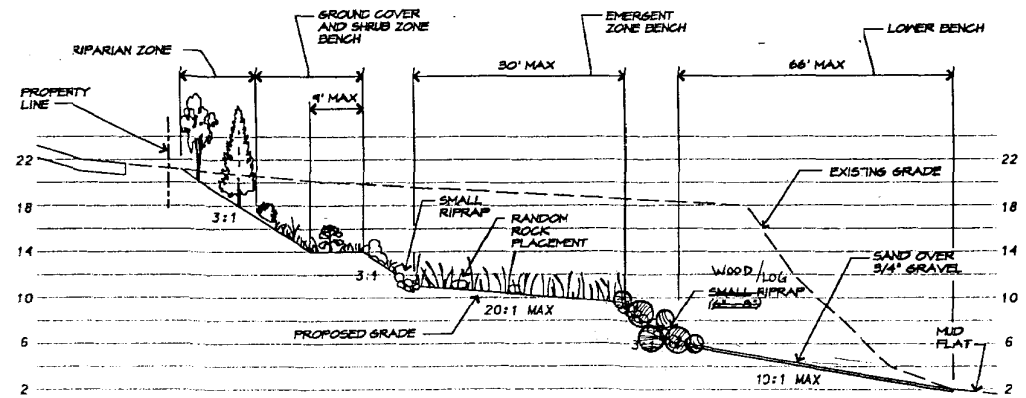 GROUND COVER
AND SHRUB ZONE
BENCH
EMERGENT
ZONE BENCH
LOWER BENCH
RIPARIAN ZONE
30' MAX
66' MAX
PROPERTY
LINE
9' MAX
22
22
EXISTING GRADE
18
18
3:1
SMALL
RIPRAP
RANDOM
ROCK
PLACEMENT
14
14
SAND OVER
3/4" GRAVEL
3:1
WOOD/LOG
SMALL RIPRAP
10
10
20:1 MAX
PROPOSED GRADE
MUD
FLAT
6
6
10:1 MAX
2
2